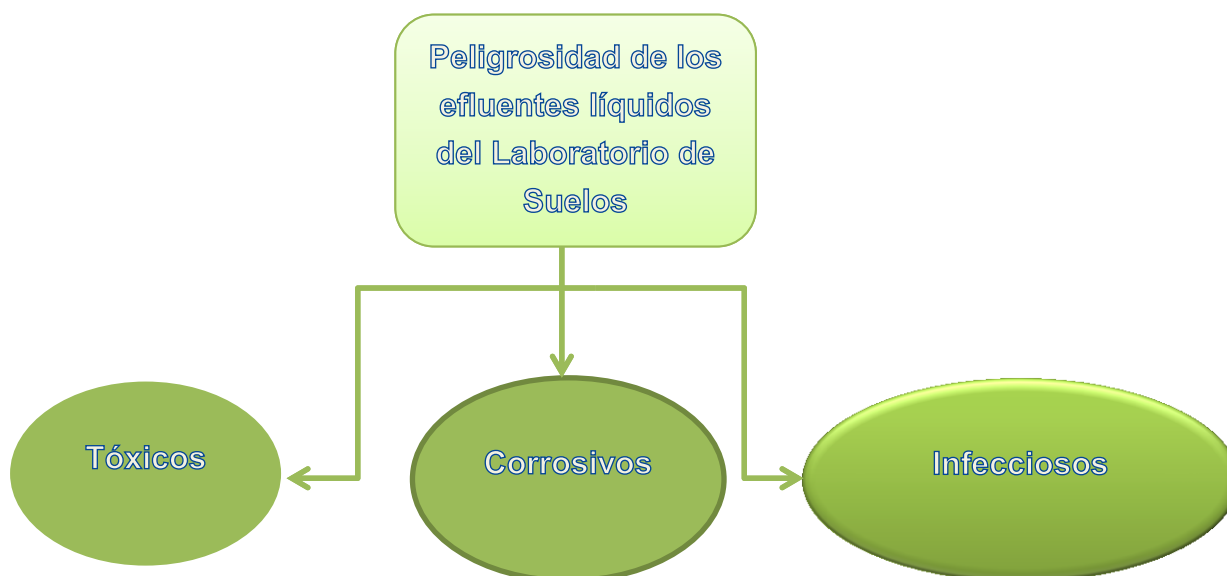 Peligrosidad de los
efluentes líquidos
del Laboratorio de
Suelos
Tóxicos
Corrosivos
Infecciosos